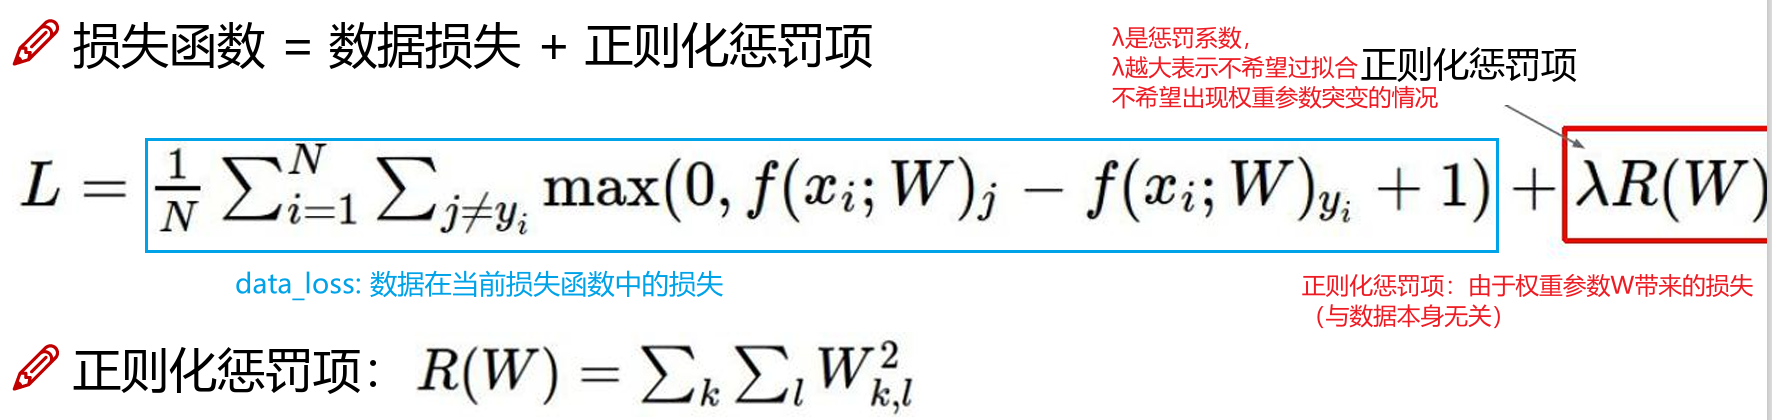 损失函数 = 数据损失 + 正则化惩罚项
λ是惩罚系数,
λ越大表示不希望过拟合
不希望出现权重参数突变的情况
正则化惩罚项
L = \frac{1}{N} \sum_{i=1}^{N} \sum_{j \neq y_i} \max(0, f(x_i; W)_j - f(x_i; W)_{y_i} + 1) + λR(W)
data_loss: 数据在当前损失函数中的损失
正则化惩罚项：由于权重参数W带来的损失
（与数据本身无关）
正则化惩罚项： R(W) = \sum_k \sum_l W_{k,l}^2